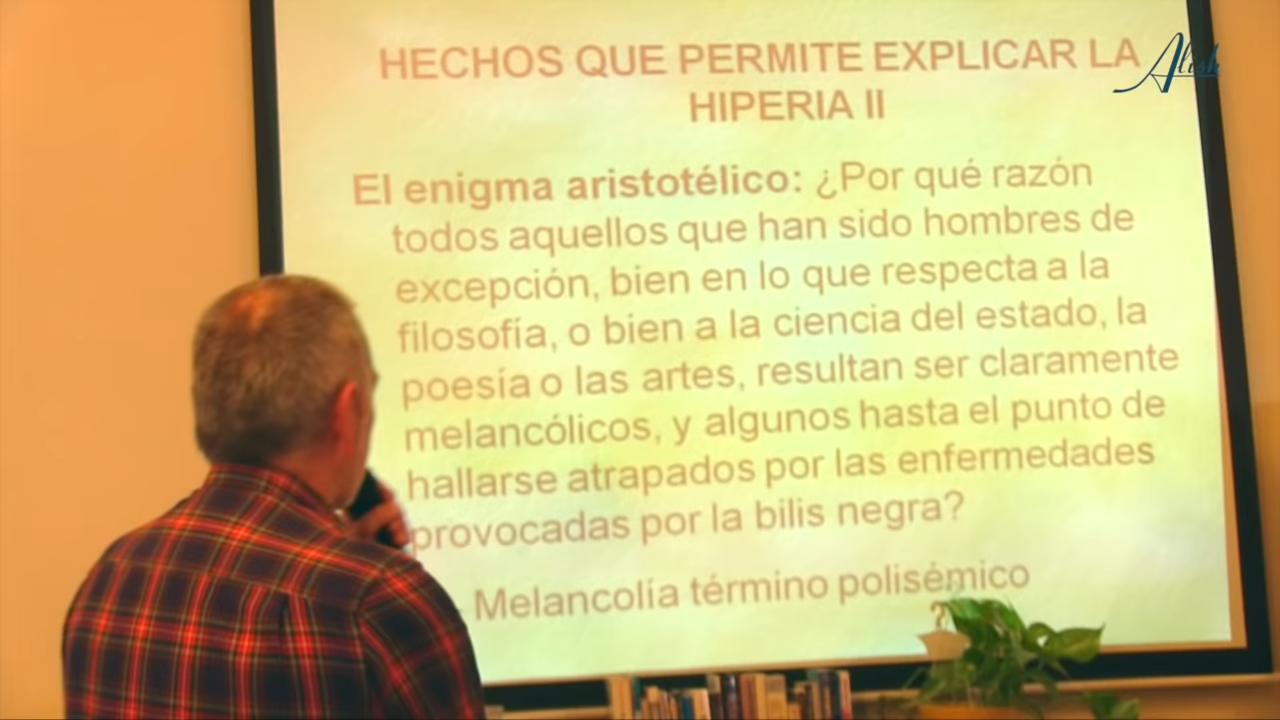 HECHOS QUE PERMITE EXPLICAR LA
HIPERIA II
El enigma aristotélico: ¿Por qué razón
todos aquellos que han sido hombres de
excepción, bien en lo que respecta a la
filosofía, o bien a la ciencia del estado, la
poesía o las artes, resultan ser claramente
melancólicos, y algunos hasta el punto de
hallarse atrapados por las enfermedades
provocadas por la bilis negra?
Melancolía término polisémico